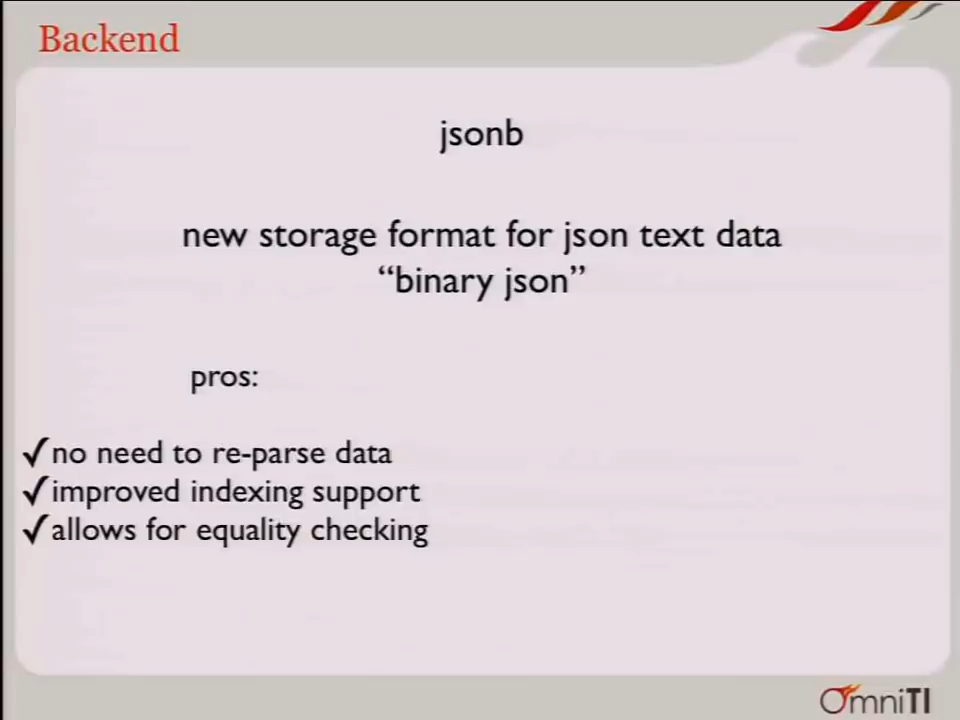 Backend
jsonb
new storage format for json text data
“binary json”
pros:
✓no need to re-parse data
✓improved indexing support
✓allows for equality checking
OmniTI